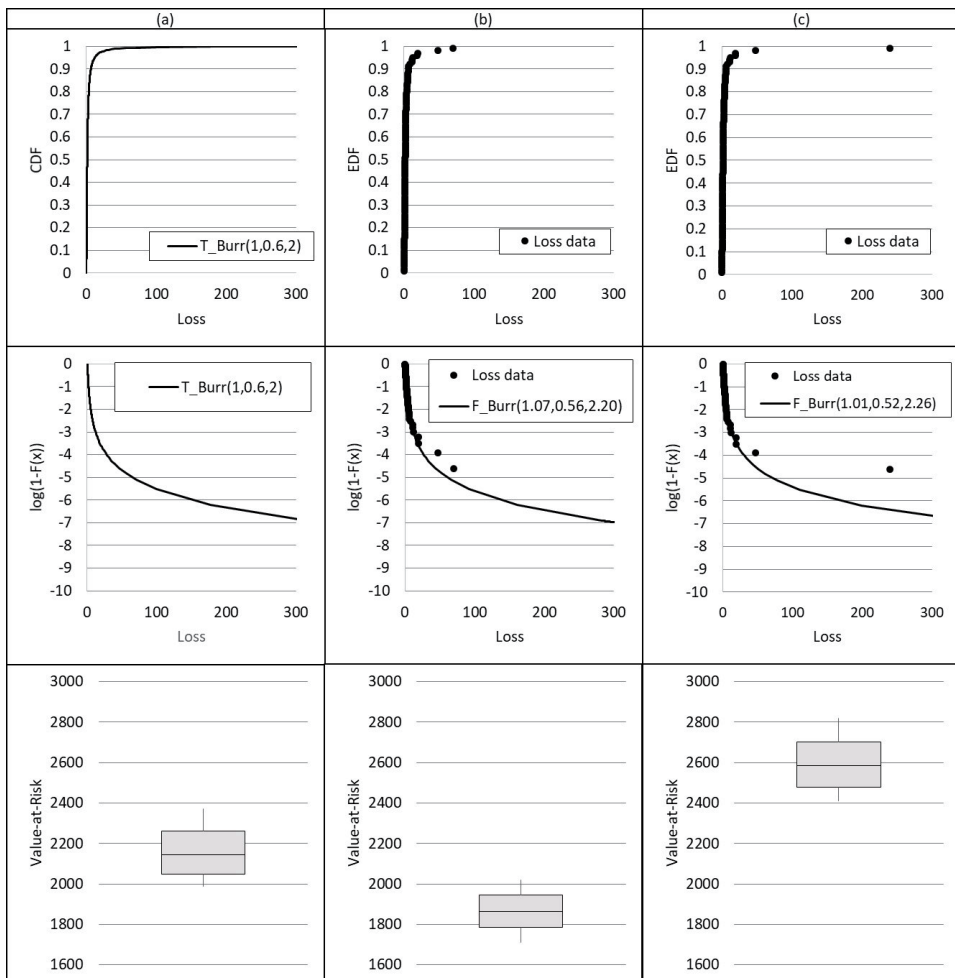 (a)
(b)
(c)
CDF
1
0.9
0.8
0.7
0.6
0.5
0.4
0.3
0.2
0.1
0
T_Burr(1,0.6,2)
0 100 200 300
Loss
EDF
1
0.9
0.8
0.7
0.6
0.5
0.4
0.3
0.2
0.1
0
Loss data
0 100 200 300
Loss
EDF
1
0.9
0.8
0.7
0.6
0.5
0.4
0.3
0.2
0.1
0
Loss data
0 100 200 300
Loss
log(1-F(x))
0
-1
-2
-3
-4
-5
-6
-7
-8
-9
-10
T_Burr(1,0.6,2)
0 100 200 300
Loss
log(1-F(x))
0
-1
-2
-3
-4
-5
-6
-7
-8
-9
-10
Loss data
F_Burr(1.07,0.56,2.20)
0 100 200 300
Loss
log(1-F(x))
0
-1
-2
-3
-4
-5
-6
-7
-8
-9
-10
Loss data
F_Burr(1.01,0.52,2.26)
0 100 200 300
Loss
Value-at-Risk
3000
2800
2600
2400
2200
2000
1800
1600
Value-at-Risk
3000
2800
2600
2400
2200
2000
1800
1600
Value-at-Risk
3000
2800
2600
2400
2200
2000
1800
1600